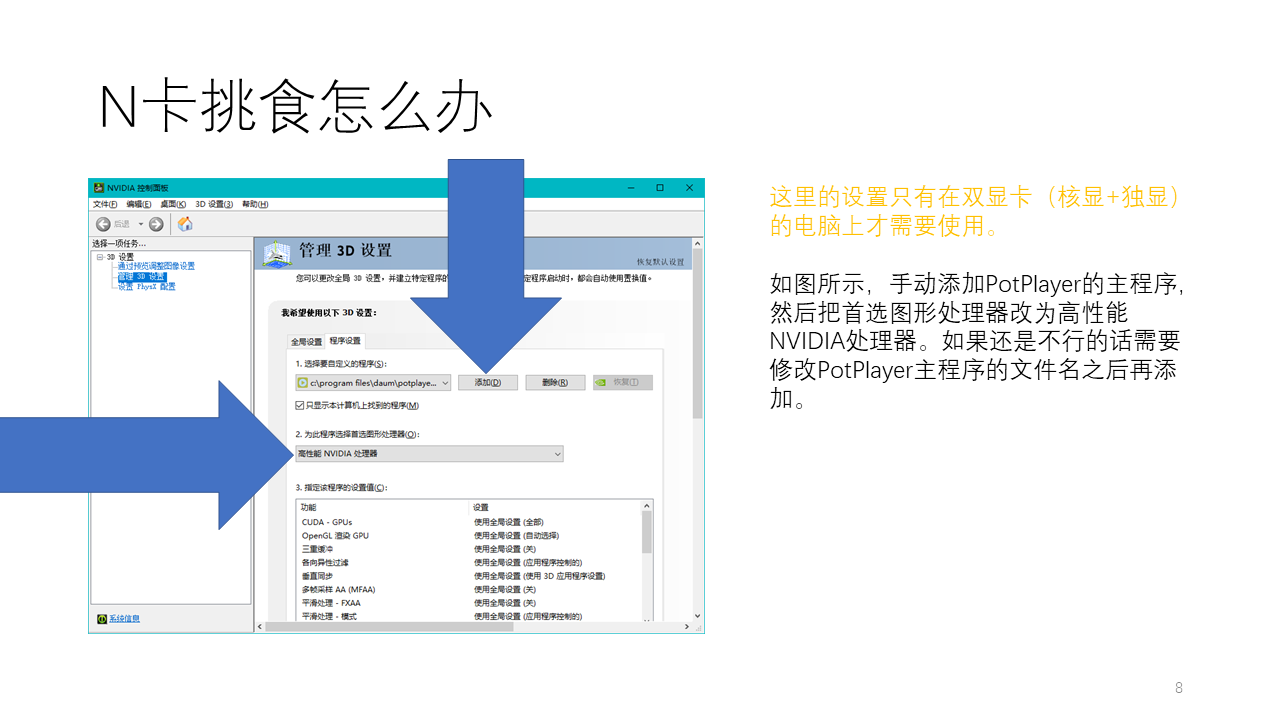 N卡挑食怎么办
NVIDIA 控制面板
文件(F) 编辑(E) 桌面(K) 3D 设置(3) 帮助(H)
后退
选择一项任务...
3D 设置
通过预览调整图像设置
管理 3D 设置
设置 PhysX 配置
系统信息
管理 3D 设置
恢复默认设置
您可以更改全局 3D 设置，并建立特定程序的
定程序启动时，都会自动使用置换值。
我希望使用以下 3D 设置：
全局设置 程序设置
1. 选择要自定义的程序(S):
c:\program files\daum\potplaye... 添加(D) 删除(R) 恢复(T)
只显示本计算机上找到的程序(M)
2. 为此程序选择首选图形处理器(O):
高性能 NVIDIA 处理器
3. 指定该程序的设置值(C):
功能 设置
CUDA - GPUs 使用全局设置 (全部)
OpenGL 渲染 GPU 使用全局设置 (自动选择)
三重缓冲 使用全局设置 (关)
各向异性过滤 使用全局设置 (应用程序控制的)
垂直同步 使用全局设置 (使用 3D 应用程序设置)
多帧采样 AA (MFAA) 使用全局设置 (关)
平滑处理 - FXAA 使用全局设置 (关)
平滑处理 - 模式 使用全局设置 (应用程序控制的)
这里的设置只有在双显卡（核显+独显）
的电脑上才需要使用。
如图所示，手动添加PotPlayer的主程序，
然后把首选图形处理器改为高性能
NVIDIA处理器。如果还是不行的话需要
修改PotPlayer主程序的文件名之后再添
加。
8